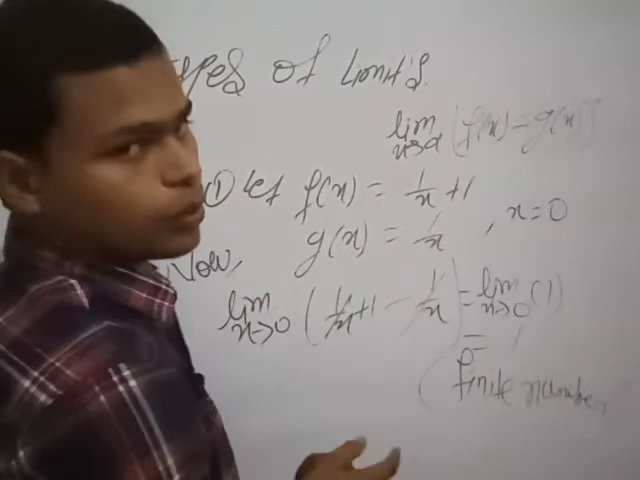 ypes of Limits
lim x→a (f(x) - g(x))
① Let f(x) = 1/x + 1
g(x) = 1/x , x = 0
Now,
lim x→0 (1/x + 1 - 1/x) = lim x→0 (1)
= 1
(finite number